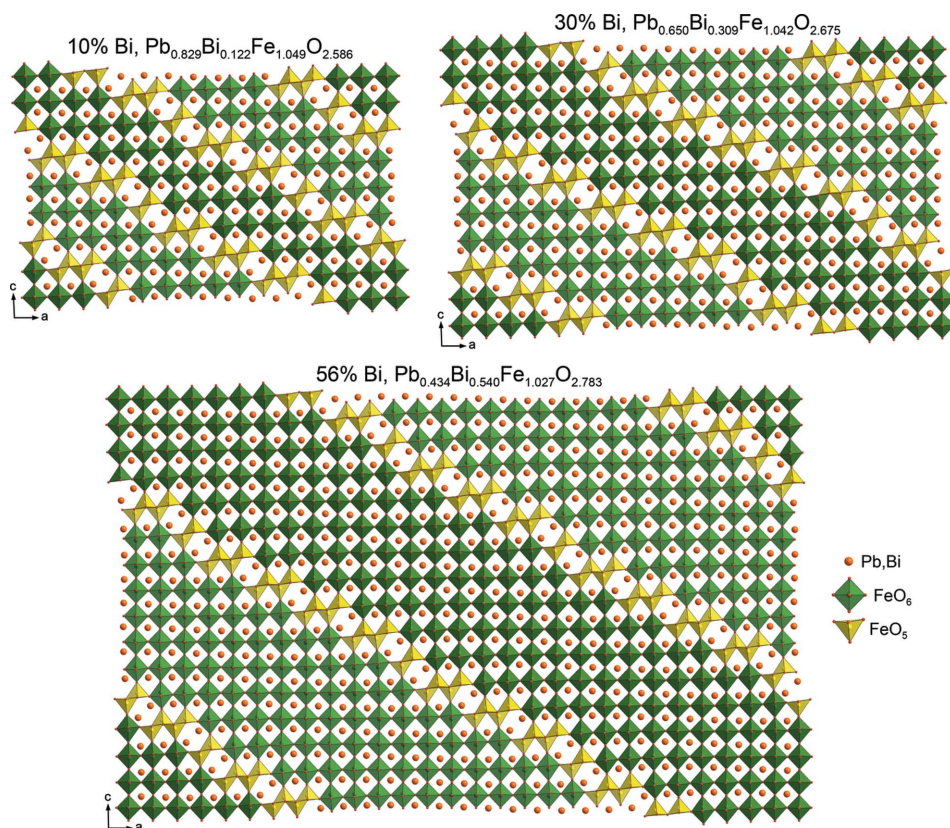 10% Bi, Pb0.829Bi0.122Fe1.049O2.586
30% Bi, Pb0.650Bi0.309Fe1.042O2.675
c
a
c
a
56% Bi, Pb0.434Bi0.540Fe1.027O2.783
Pb,Bi
FeO6
FeO5
c
a